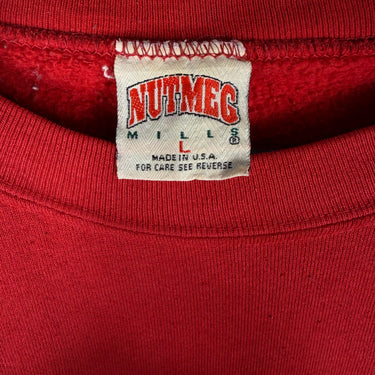 NUTMEG
MILLS®
L
MADE IN U.S.A.
FOR CARE SEE REVERSE